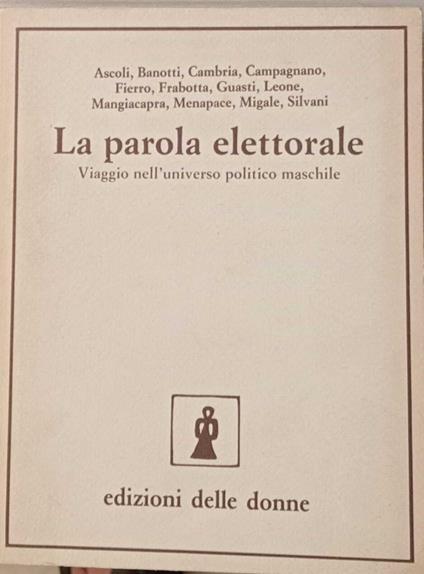 Ascoli, Banotti, Cambria, Campagnano,
Fierro, Frabotta, Guasti, Leone,
Mangiacapra, Menapace, Migale, Silvani
La parola elettorale
Viaggio nell'universo politico maschile
edizioni delle donne